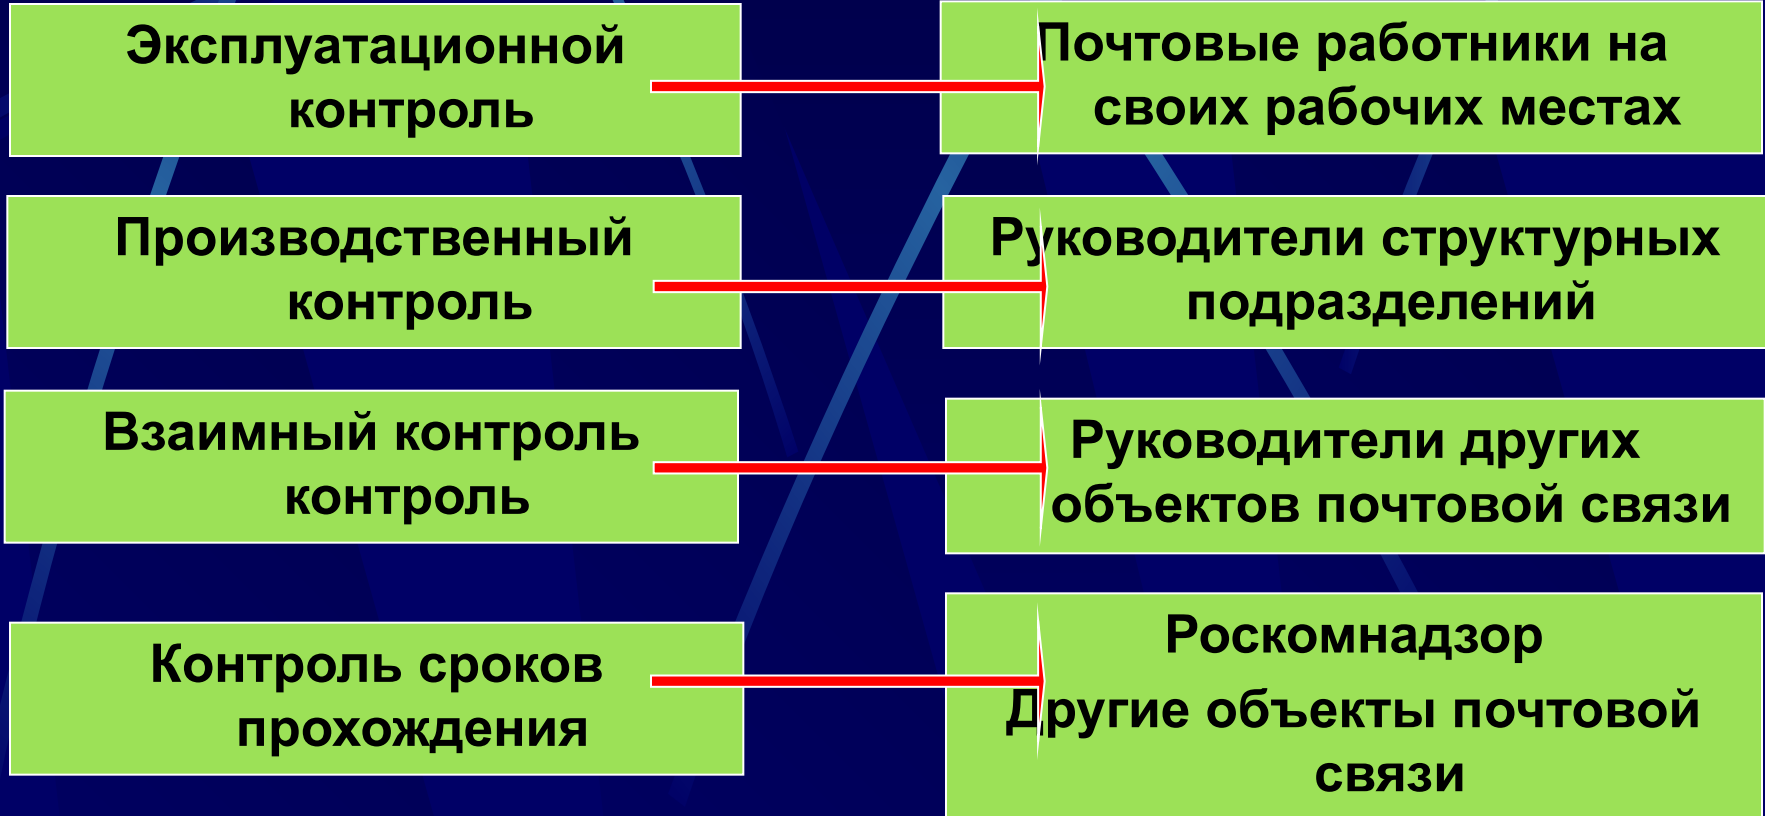 Эксплуатационной
контроль
Почтовые работники на
своих рабочих местах
Производственный
контроль
Руководители структурных
подразделений
Взаимный контроль
контроль
Руководители других
объектов почтовой связи
Контроль сроков
прохождения
Роскомнадзор
Другие объекты почтовой
связи